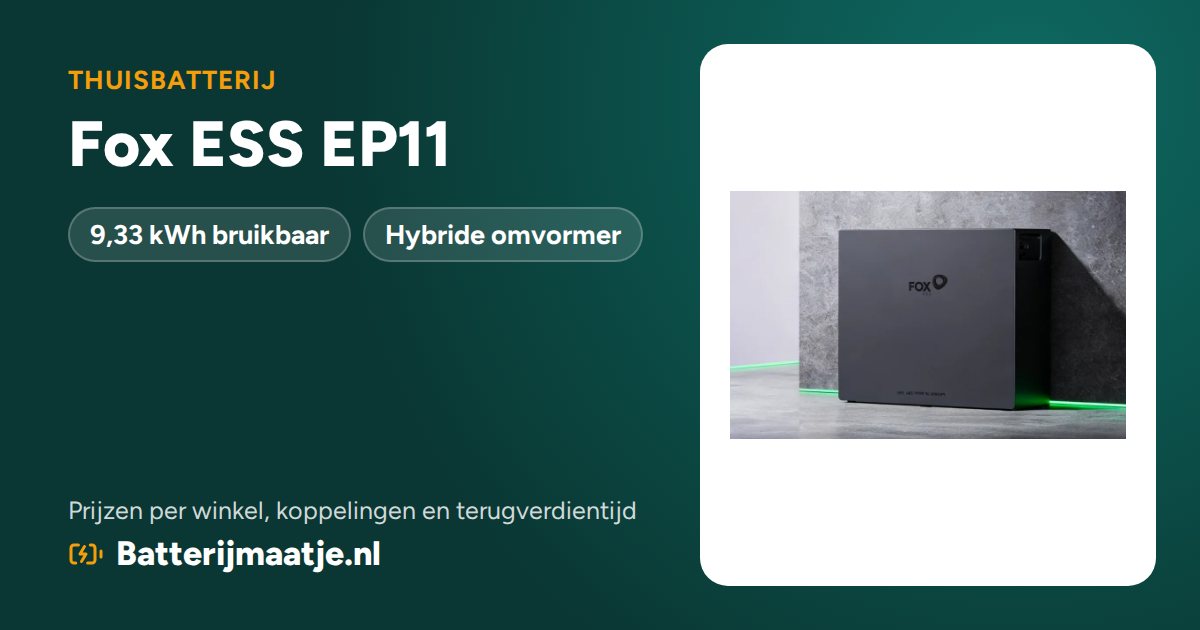 THUISBATTERIJ
Fox ESS EP11
9,33 kWh bruikbaar
Hybride omvormer
FOX
Prijzen per winkel, koppelingen en terugverdientijd
Batterijmaatje.nl